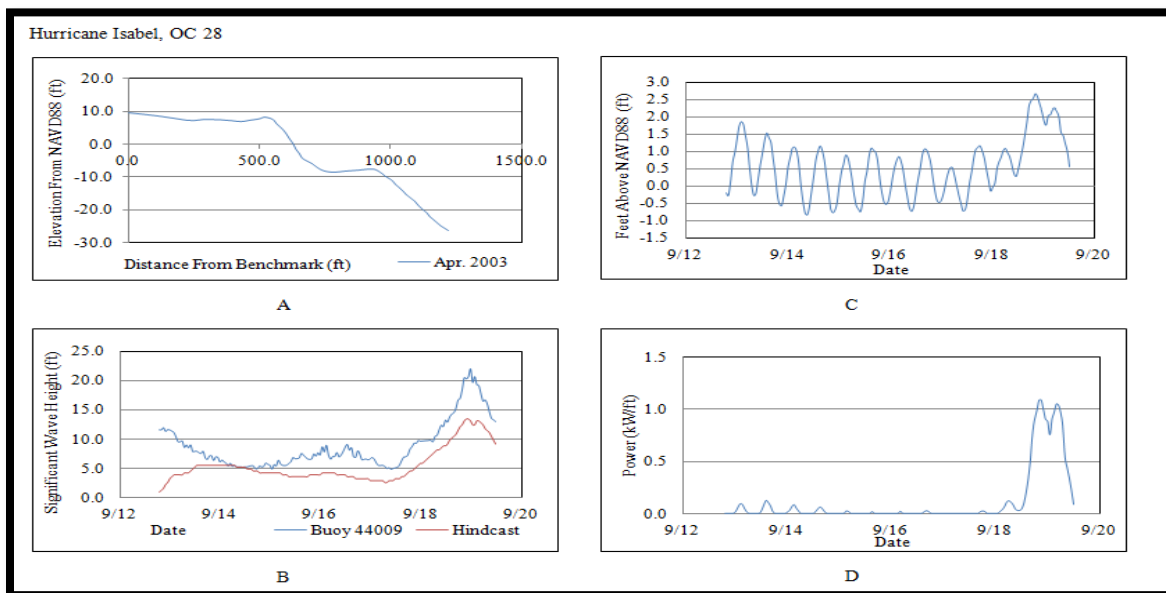 Hurricane Isabel, OC 28
20.0
10.0
0.0
-10.0
-20.0
-30.0
0.0
500.0
1000.0
1500.0
Elevation From NAVD88 (ft)
Distance From Benchmark (ft)
Apr. 2003
A
3.0
2.5
2.0
1.5
1.0
0.5
0.0
-0.5
-1.0
-1.5
Feet Above NAVD88 (ft)
9/12
9/14
9/16
9/18
9/20
Date
C
25.0
20.0
15.0
10.0
5.0
0.0
Significant Wave Height (ft)
9/12
9/14
9/16
9/18
9/20
Date
Buoy 44009
Hindcast
B
1.5
1.0
0.5
0.0
Power (kW/ft)
9/12
9/14
9/16
9/18
9/20
Date
D